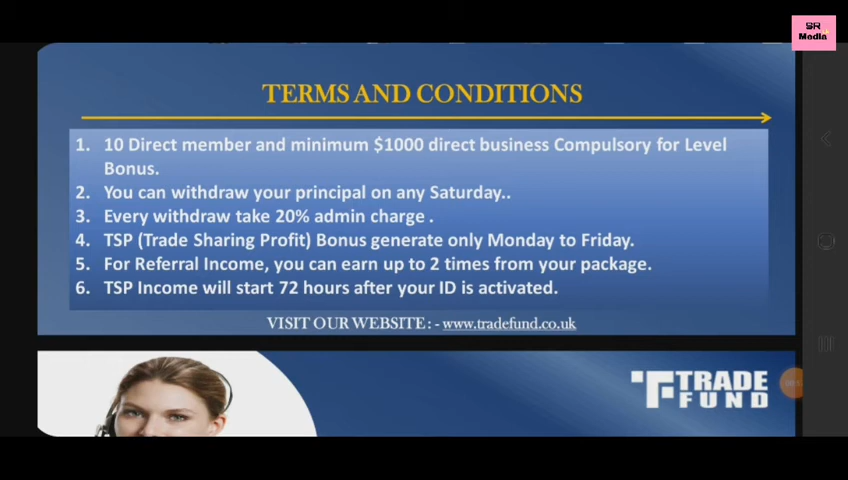 SR
Media
TERMS AND CONDITIONS
1. 10 Direct member and minimum $1000 direct business Compulsory for Level
Bonus.
2. You can withdraw your principal on any Saturday..
3. Every withdraw take 20% admin charge .
4. TSP (Trade Sharing Profit) Bonus generate only Monday to Friday.
5. For Referral Income, you can earn up to 2 times from your package.
6. TSP Income will start 72 hours after your ID is activated.
VISIT OUR WEBSITE : - www.tradefund.co.uk
TRADE
FUND